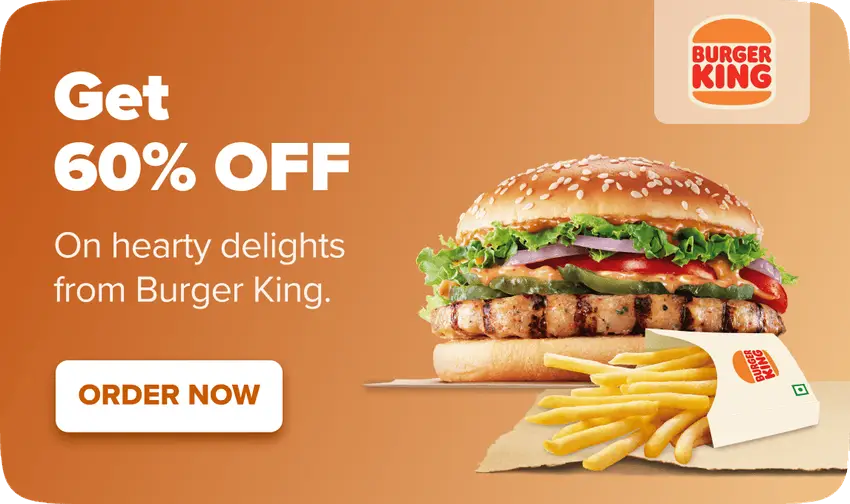 Get
60% OFF
On hearty delights
from Burger King.
ORDER NOW
BURGER
KING
BURGER
KING